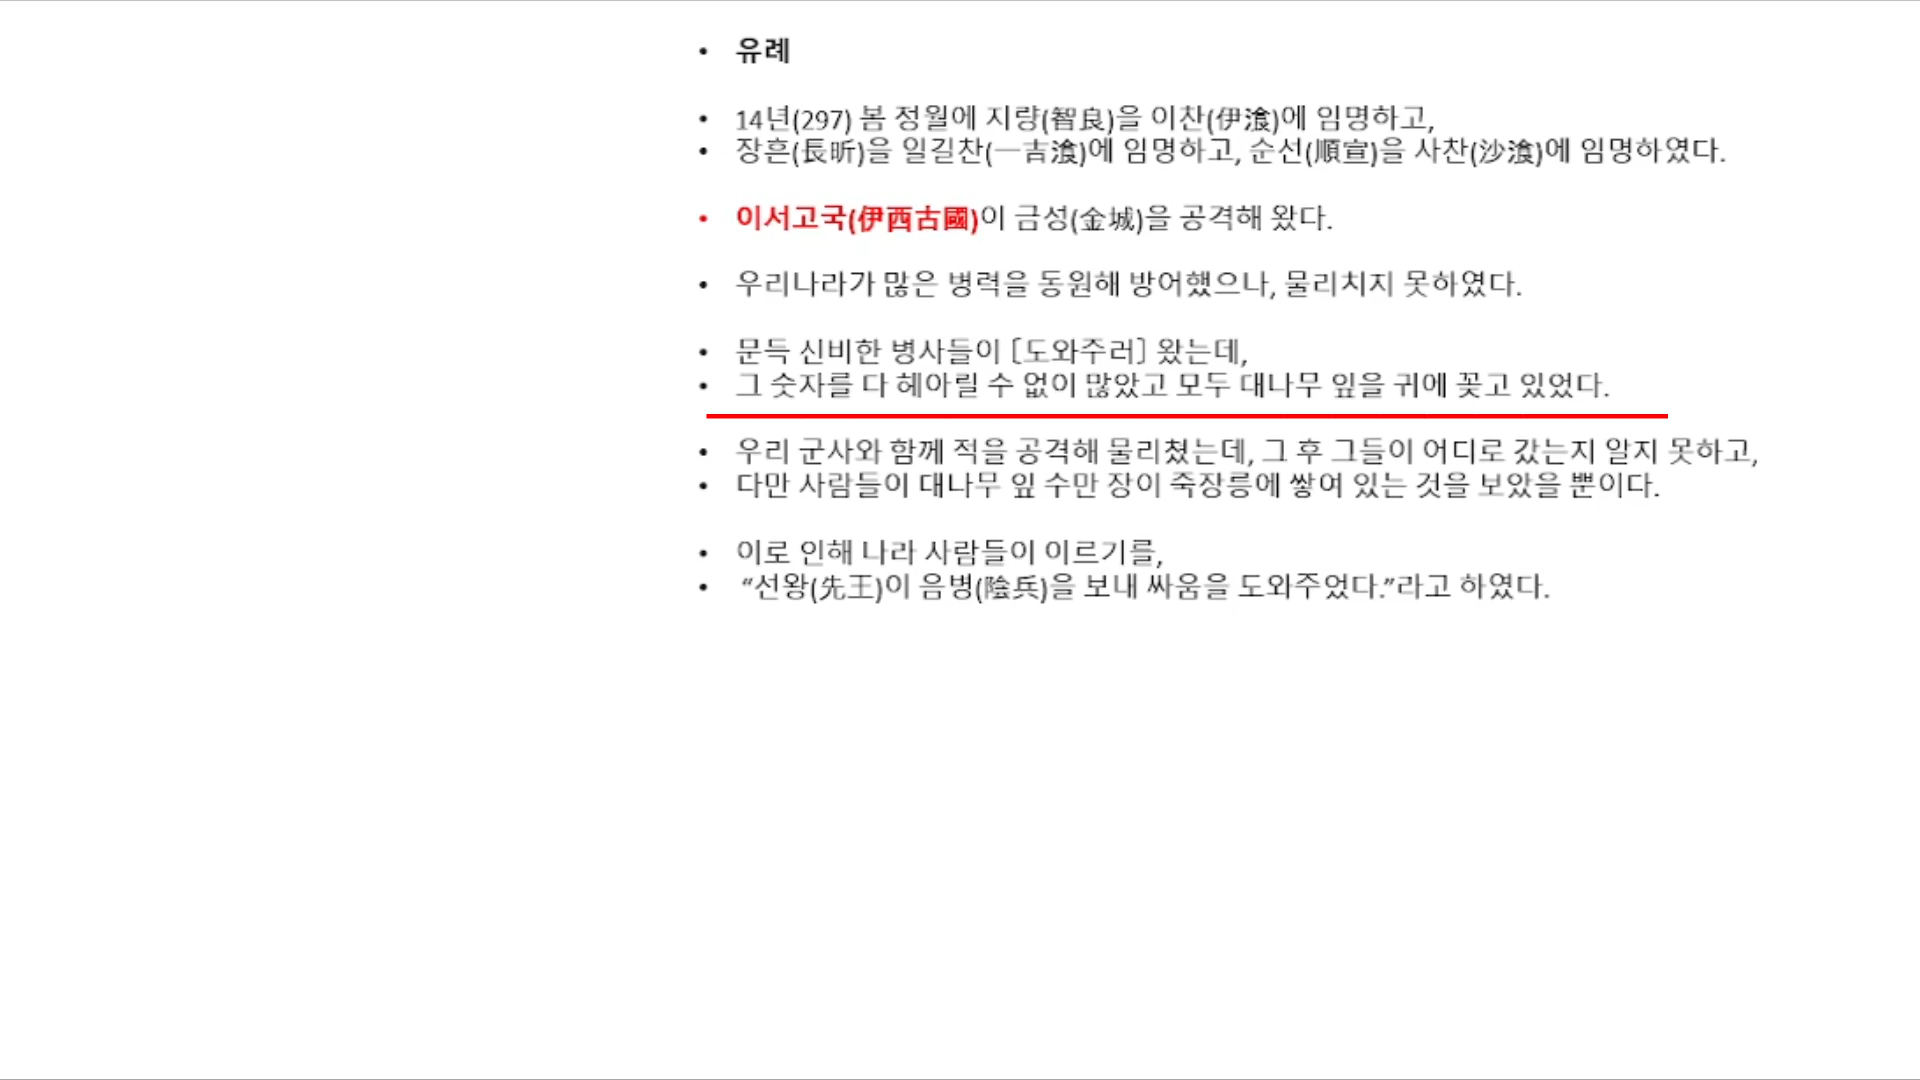 • 유례
• 14년(297) 봄 정월에 지량(智良)을 이찬(伊湌)에 임명하고,
• 장흔(長昕)을 일길찬(一吉湌)에 임명하고, 순선(順宣)을 사찬(沙湌)에 임명하였다.
• 이서고국(伊西古國)이 금성(金城)을 공격해 왔다.
• 우리나라가 많은 병력을 동원해 방어했으나, 물리치지 못하였다.
• 문득 신비한 병사들이 [도와주러] 왔는데,
• 그 숫자를 다 헤아릴 수 없이 많았고 모두 대나무 잎을 귀에 꽂고 있었다.
• 우리 군사와 함께 적을 공격해 물리쳤는데, 그 후 그들이 어디로 갔는지 알지 못하고,
• 다만 사람들이 대나무 잎 수만 장이 죽장릉에 쌓여 있는 것을 보았을 뿐이다.
• 이로 인해 나라 사람들이 이르기를,
• “선왕(先王)이 음병(陰兵)을 보내 싸움을 도와주었다.”라고 하였다.